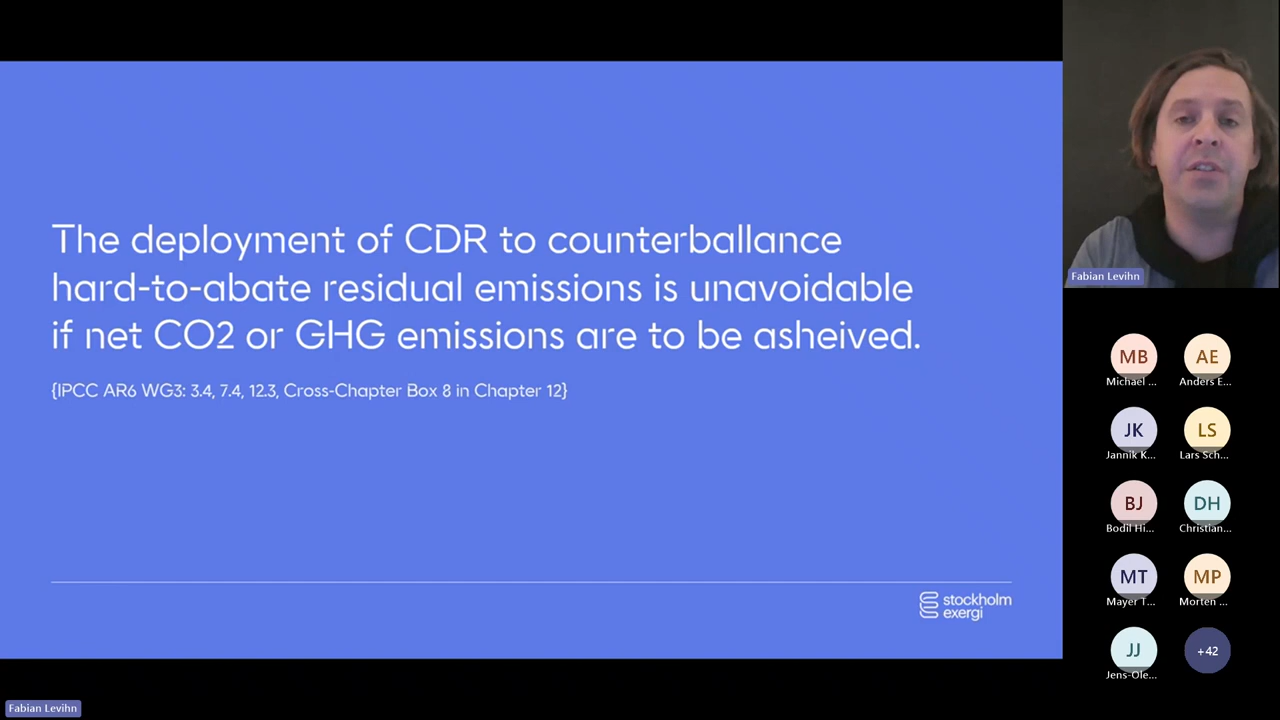 The deployment of CDR to counterballance
hard-to-abate residual emissions is unavoidable
if net CO2 or GHG emissions are to be asheived.
{IPCC AR6 WG3: 3.4, 7.4, 12.3, Cross-Chapter Box 8 in Chapter 12}
stockholm
exergi
Fabian Levihn
MB
Michael ...
AE
Anders E...
JK
Jannik K...
LS
Lars Sch...
BJ
Bodil Hi...
DH
Christian...
MT
Mayer T...
MP
Morten ...
JJ
Jens-Ole...
+42
Fabian Levihn